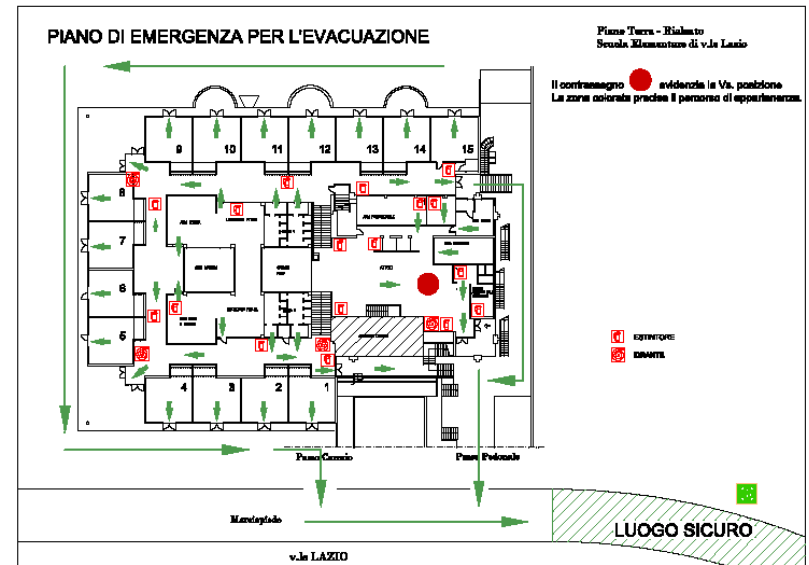 PIANO DI EMERGENZA PER L'EVACUAZIONE
Piano Terra - Rialzato
Scuola Elementare di v.le Lazio
Il contrassegno evidenzia la Vs. posizione
La zona colorata precisa il percorso di appartenenza.
9 10 11 12 13 14 15
8
7
6
5
ATRIO
4 3 2 1
ESTINTORE
IDRANTE
Passo Carraio
Passo Pedonale
Marciapiede
LUOGO SICURO
v.le LAZIO